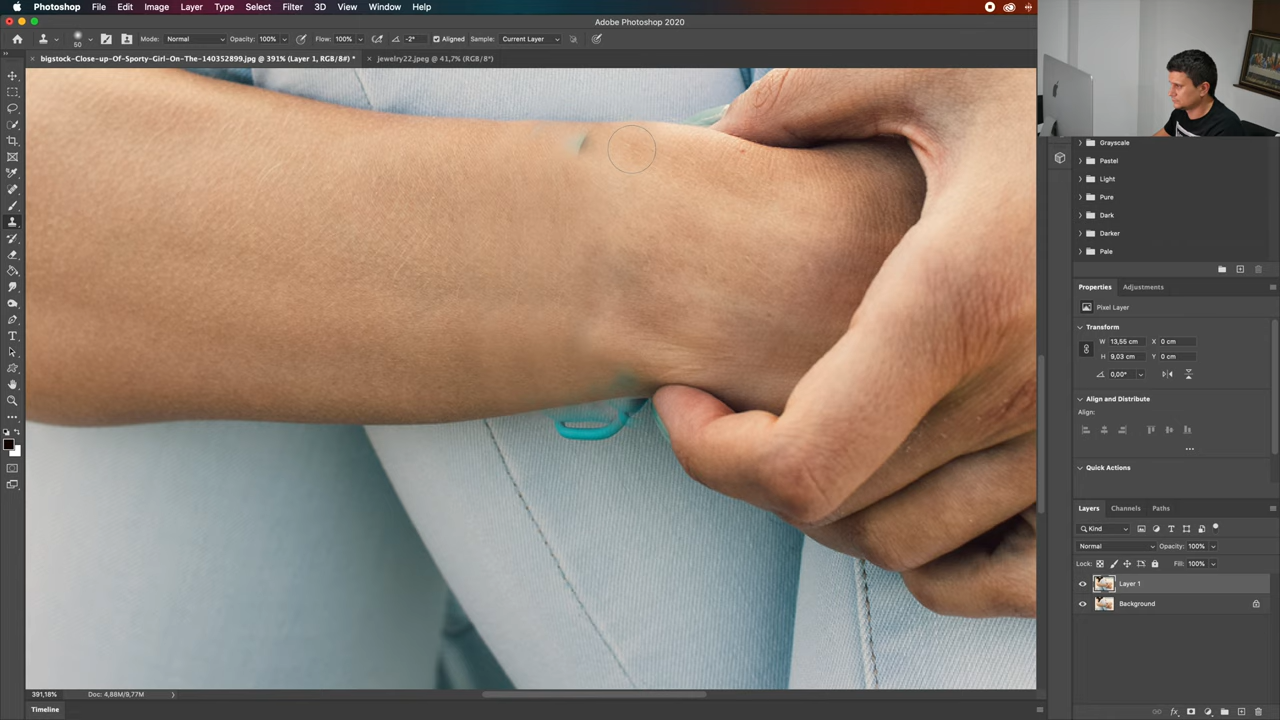 Photoshop File Edit Image Layer Type Select Filter 3D View Window Help
Adobe Photoshop 2020
50 Mode: Normal Opacity: 100% Flow: 100% -2° Aligned Sample: Current Layer
bigstock-Close-up-Of-Sporty-Girl-On-The-140352899.jpg @ 391% (Layer 1, RGB/8#) * jewelry22.jpeg @ 41,7% (RGB/8*)
Grayscale
Pastel
Light
Pure
Dark
Darker
Pale
Properties Adjustments
Pixel Layer
Transform
W 13,55 cm X 0 cm
H 9,03 cm Y 0 cm
0,00°
Align and Distribute
Align:
Quick Actions
Layers Channels Paths
Kind
Normal Opacity: 100%
Lock: Fill: 100%
Layer 1
Background
391,18% Doc: 4,88M/9,77M
Timeline